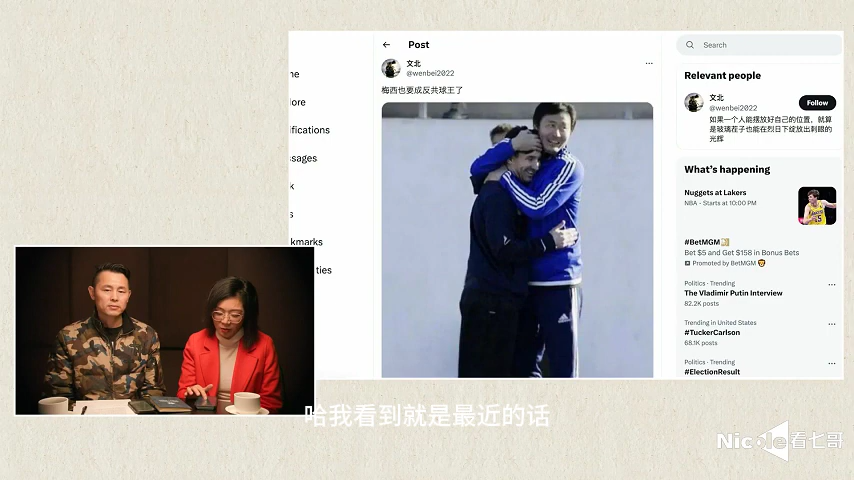 Post
文北
@wenbei2022
梅西也要成反共球王了
me
lore
ifications
ssages
k
s
kmarks
ities
Search
Relevant people
文北
@wenbei2022
Follow
如果一个人能摆放好自己的位置，就算
是玻璃茬子也能在烈日下绽放出刺眼的
光辉
What's happening
Nuggets at Lakers
NBA · Starts at 10:00 PM
#BetMGM
Bet $5 and Get $158 in Bonus Bets
Promoted by BetMGM
Politics · Trending
The Vladimir Putin Interview
82.2K posts
Trending in United States
#TuckerCarlson
68.1K posts
Politics · Trending
#ElectionResult
哈我看到就是最近的话
Nicole看七哥